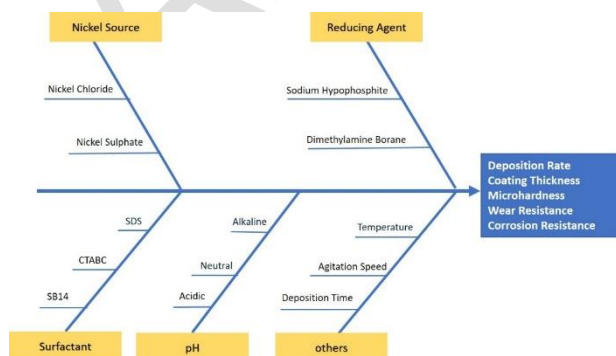 Nickel Source
Reducing Agent
Nickel Chloride
Sodium Hypophosphite
Nickel Sulphate
Dimethylamine Borane
Deposition Rate
Coating Thickness
Microhardness
Wear Resistance
Corrosion Resistance
SDS
Alkaline
Temperature
CTABC
Neutral
Agitation Speed
SB14
Acidic
Deposition Time
Surfactant
pH
others